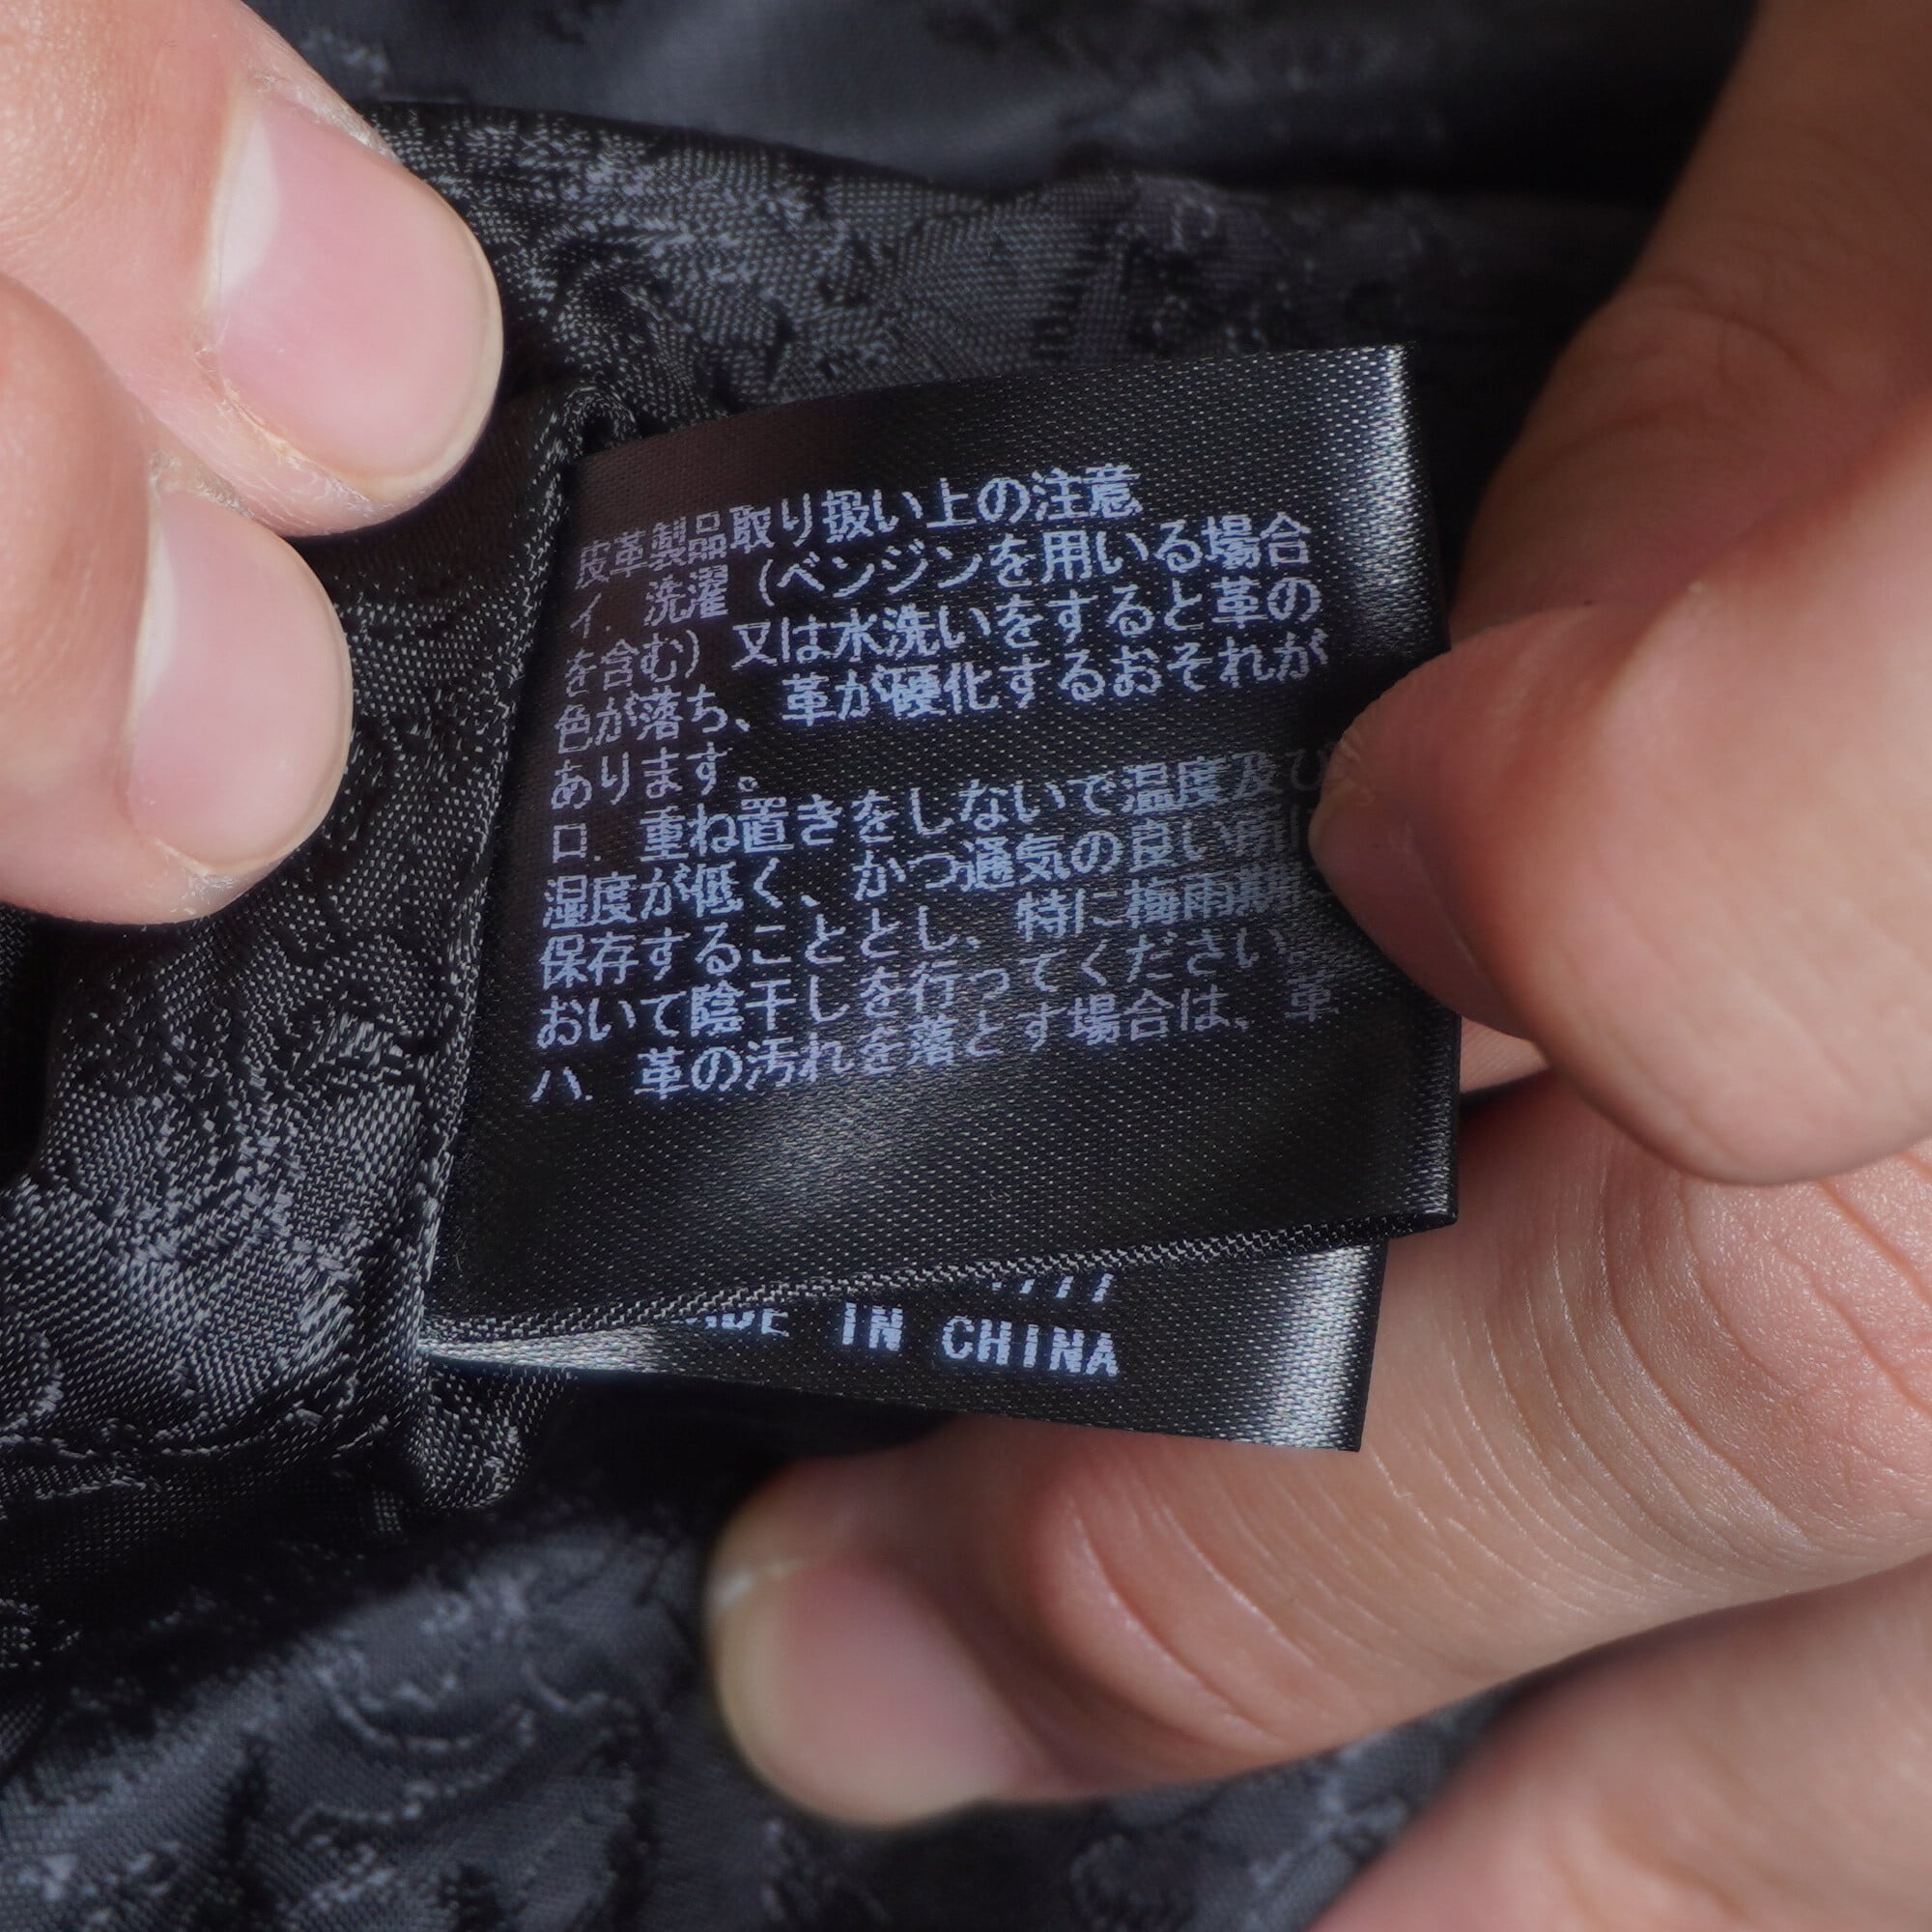 皮革製品取り扱い上の注意
イ. 洗濯 (ベンジンを用いる場合
を含む) 又は水洗いをすると革の
色が落ち、革が硬化するおそれが
あります。
ロ. 重ね置きをしないで温度及び
湿度が低く、かつ通気の良い所に
保存することとし、特に梅雨期
おいて陰干しを行ってください。
ハ. 革の汚れを落とす場合は、革
IN CHINA